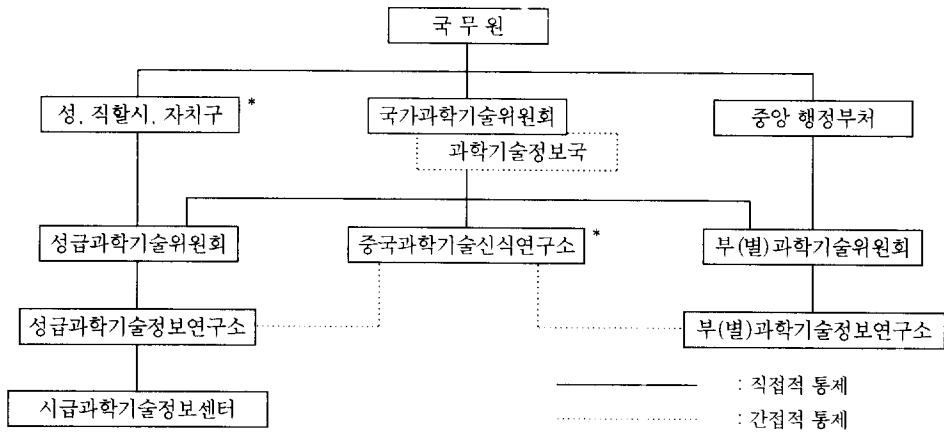 국무원
성, 직할시, 자치구 *
국가과학기술위원회
중앙 행정부처
과학기술정보국
성급과학기술위원회
중국과학기술신식연구소 *
부(별)과학기술위원회
성급과학기술정보연구소
부(별)과학기술정보연구소
시급과학기술정보센터
: 직접적 통제
: 간접적 통제